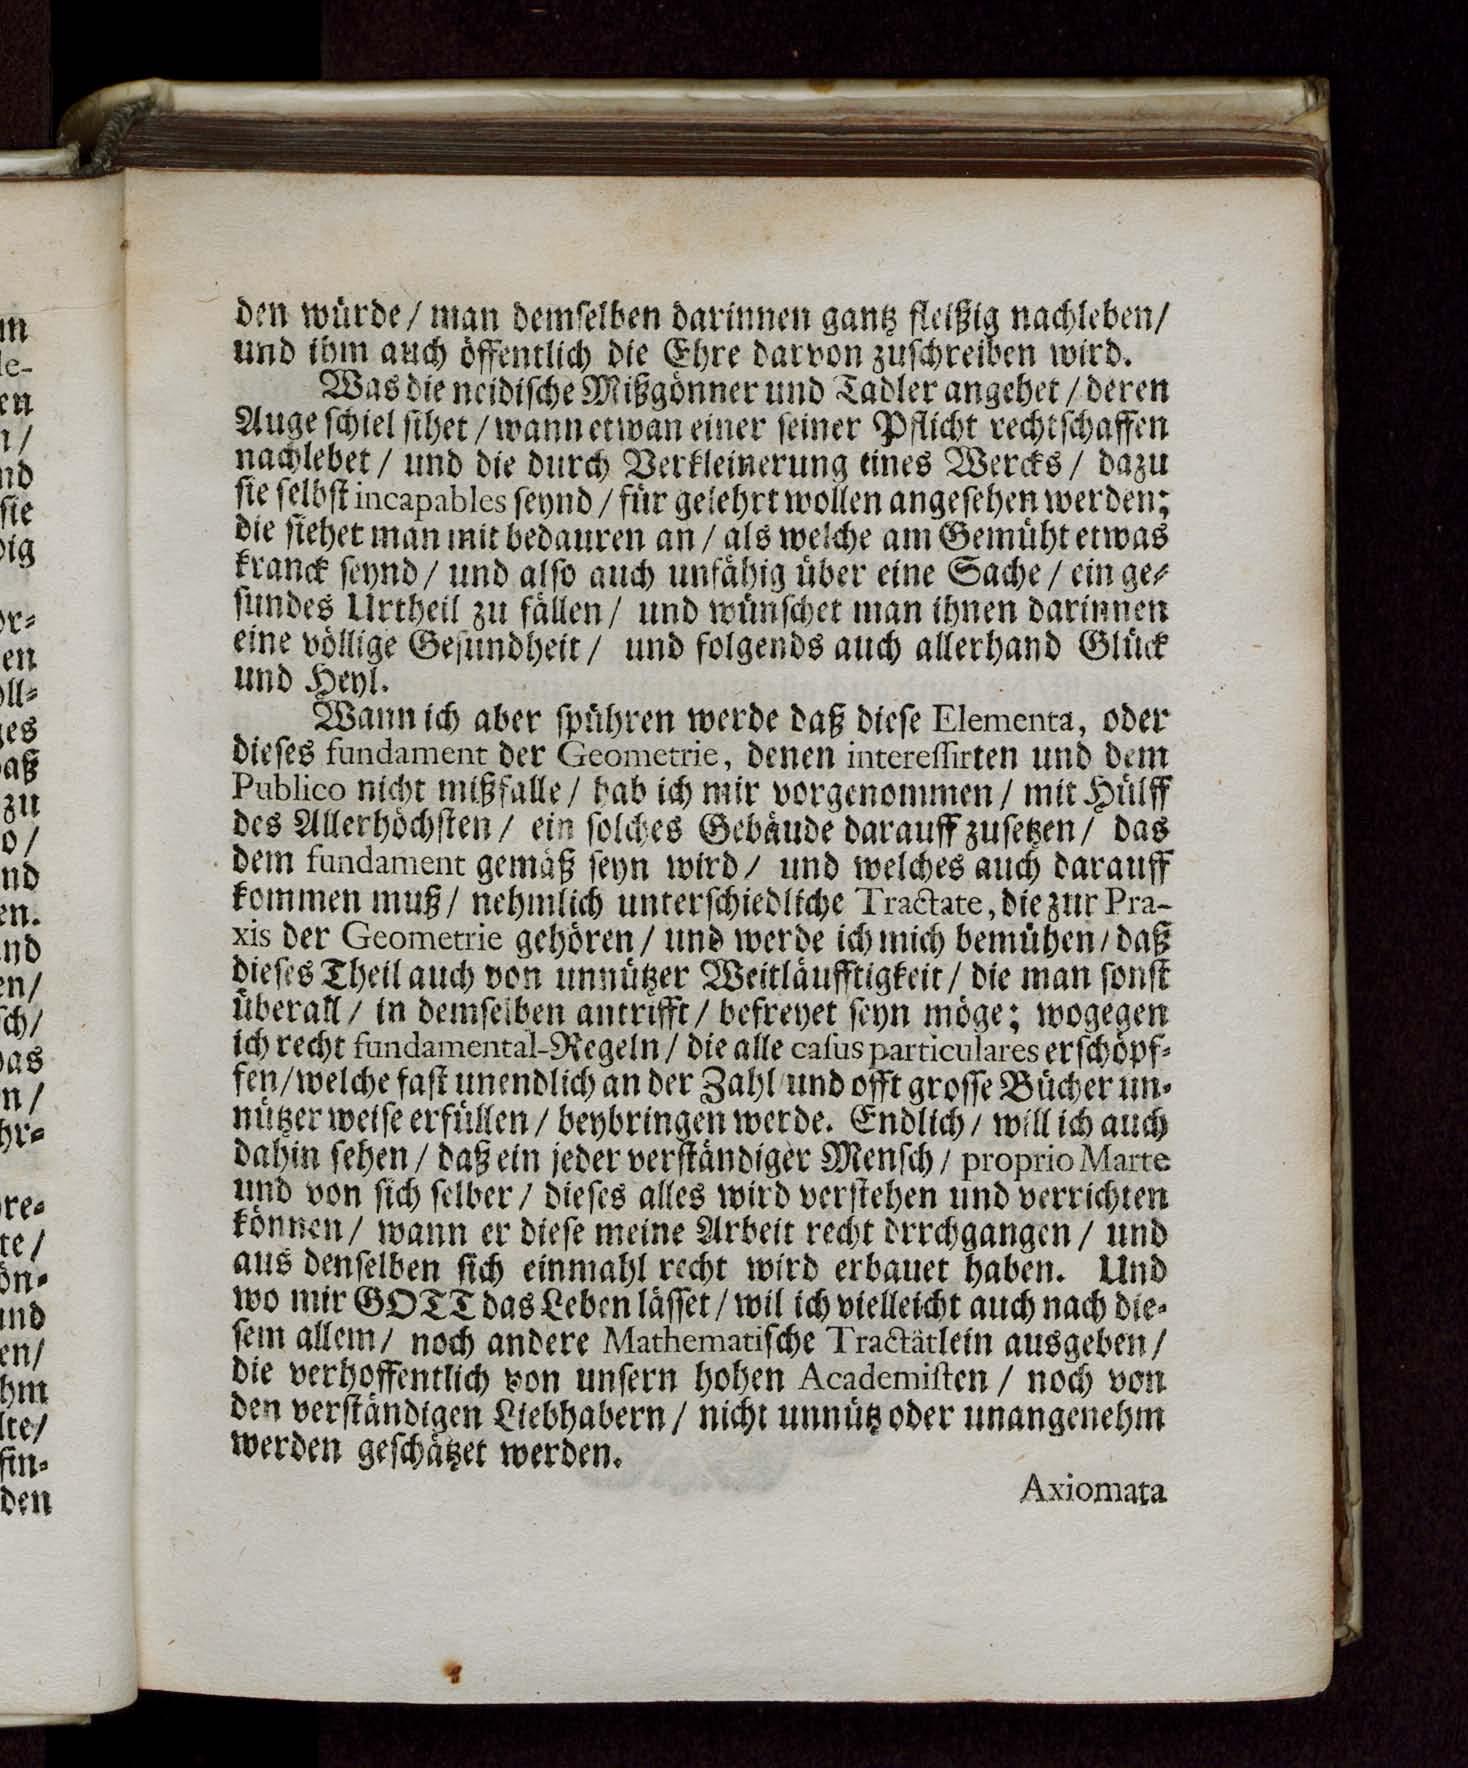 den würde/ man demſelben darinnen gantz fleißig nachleben/
und ihm auch öffentlich die Ehre darvon zuſchreiben wird.
Was die neidiſche Mißgönner und Tadler angehet/ deren
Auge ſchiel ſihet/ wann etwan einer ſeiner Pflicht rechtſchaffen
nachlebet/ und die durch Verkleinerung eines Wercks/ dazu
ſie ſelbſt incapables ſeynd/ für gelehrt wollen angeſehen werden;
die ſiehet man mit bedauren an/ als welche am Gemüht etwas
kranck ſeynd/ und alſo auch unfähig über eine Sache/ ein ge-
ſundes Urtheil zu fällen/ und wünſchet man ihnen darinnen
eine völlige Geſundheit/ und folgends auch allerhand Glück
und Heyl.
Wann ich aber ſpühren werde daß dieſe Elementa, oder
dieſes fundament der Geometrie, denen intereſſirten und dem
Publico nicht mißfalle/ hab ich mir vorgenommen/ mit Hülff
des Allerhöchſten/ ein ſolches Gebäude darauff zuſetzen/ das
dem fundament gemäß ſeyn wird/ und welches auch darauff
kommen muß/ nehmlich unterſchiedliche Tractate, die zur Pra-
xis der Geometrie gehören/ und werde ich mich bemühen/ daß
dieſes Theil auch von unnützer Weitläufftigkeit/ die man ſonſt
überall/ in demſelben antrifft/ befreyet ſeyn möge; wogegen
ich recht fundamental-Regeln/ die alle caſus particulares erſchöpf-
fen/ welche faſt unendlich an der Zahl und offt groſſe Bücher un-
nützer weiſe erfüllen/ beybringen werde. Endlich/ will ich auch
dahin ſehen/ daß ein jeder verſtändiger Menſch/ proprio Marte
und von ſich ſelber/ dieſes alles wird verſtehen und verrichten
können/ wann er dieſe meine Arbeit recht drrchgangen/ und
aus denſelben ſich einmahl recht wird erbauet haben. Und
wo mir GOTT das Leben läſſet/ wil ich vielleicht auch nach die-
ſem allem/ noch andere Mathematiſche Tractätlein ausgeben/
die verhoffentlich von unſern hohen Academiſten/ noch von
den verſtändigen Liebhabern/ nicht unnütz oder unangenehm
werden geſchätzet werden.
Axiomata